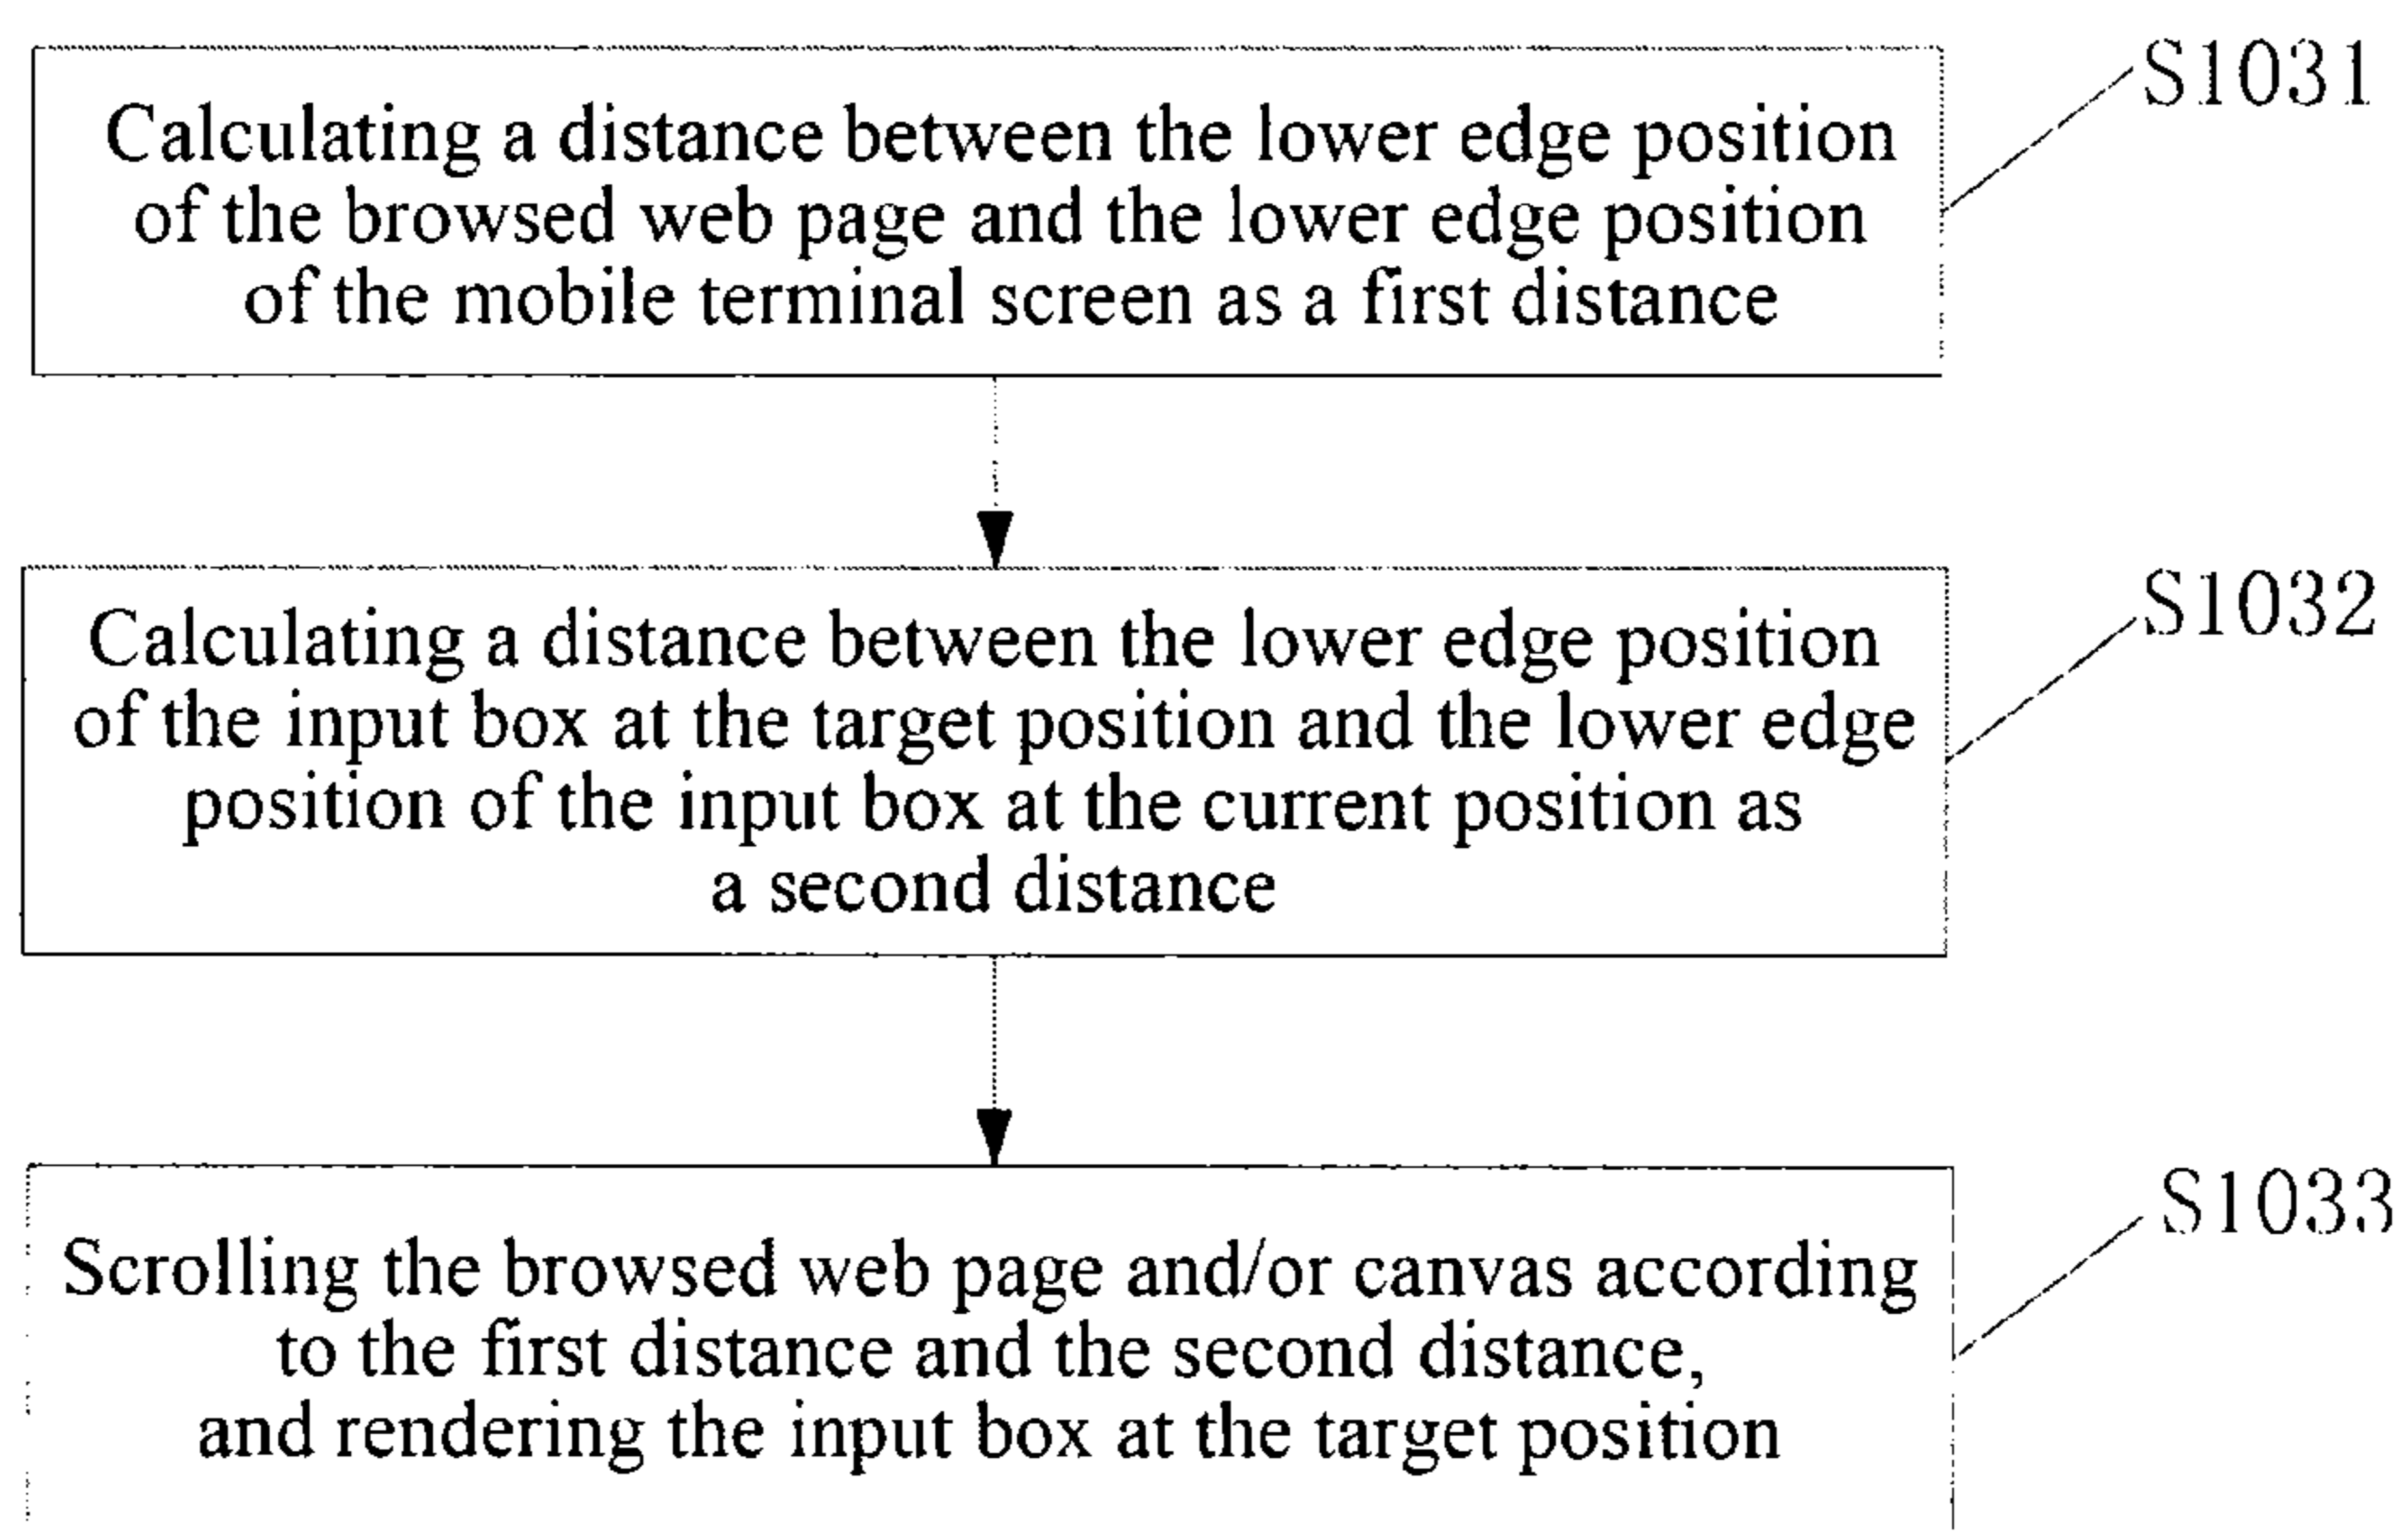 S1031
Calculating a distance between the lower edge position
of the browsed web page and the lower edge position
of the mobile terminal screen as a first distance
S1032
Calculating a distance between the lower edge position
of the input box at the target position and the lower edge
position of the input box at the current position as
a second distance
S1033
Scrolling the browsed web page and/or canvas according
to the first distance and the second distance,
and rendering the input box at the target position